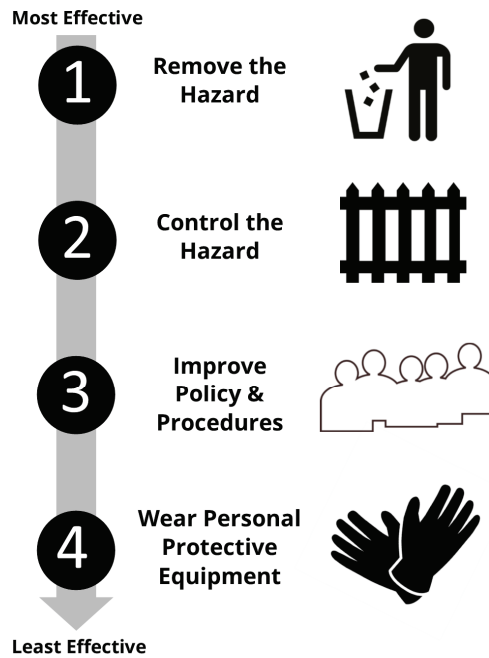 Most Effective
1
Remove the
Hazard
2
Control the
Hazard
3
Improve
Policy &
Procedures
4
Wear Personal
Protective
Equipment
Least Effective